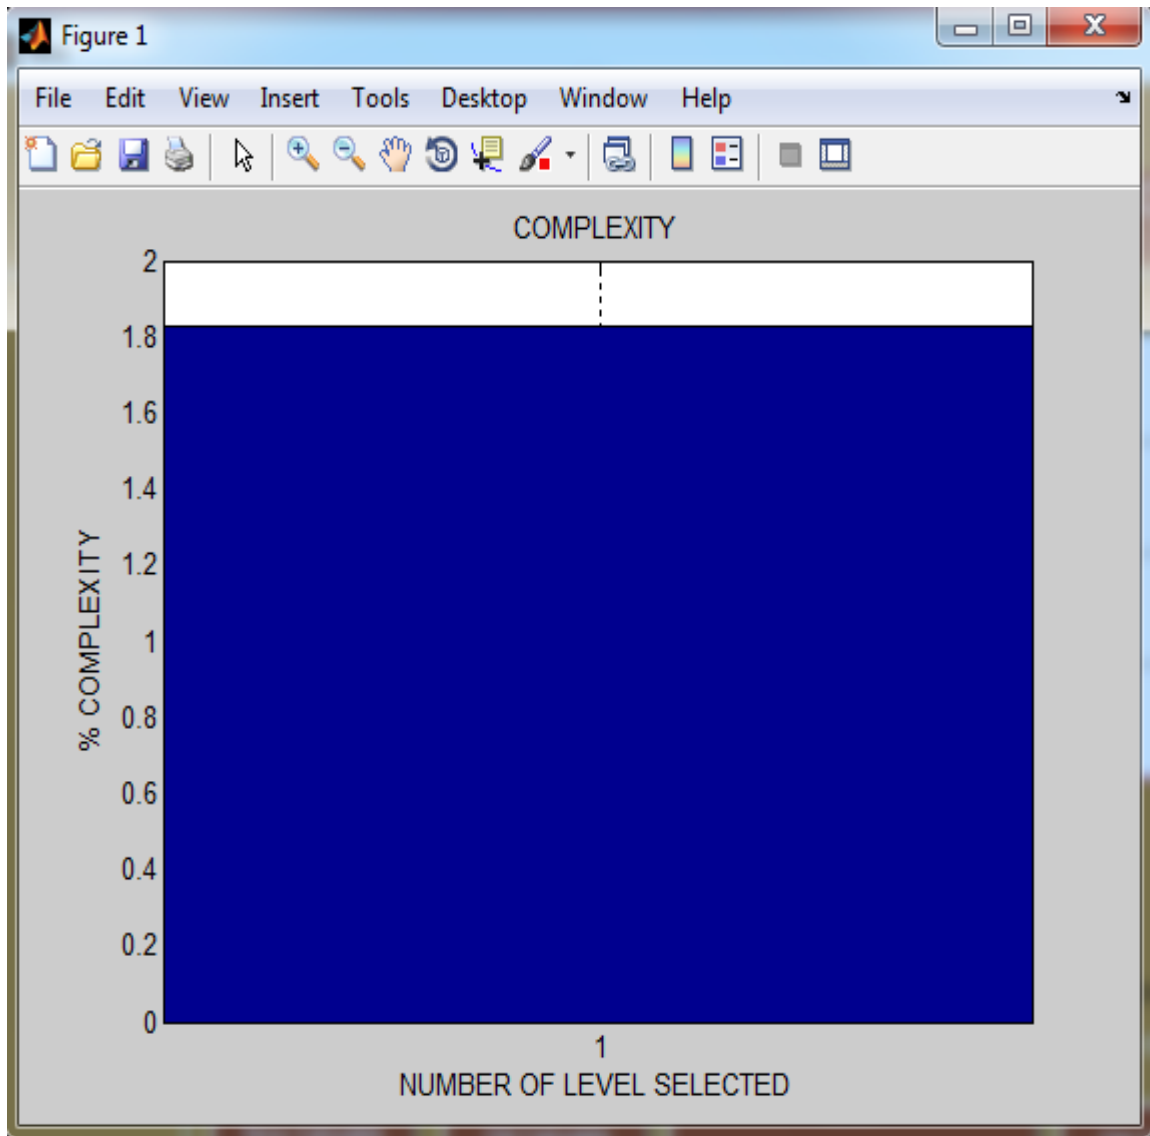 Figure 1
File Edit View Insert Tools Desktop Window Help
COMPLEXITY
2
1.8
1.6
1.4
1.2
1
0.8
0.6
0.4
0.2
0
% COMPLEXITY
1
NUMBER OF LEVEL SELECTED